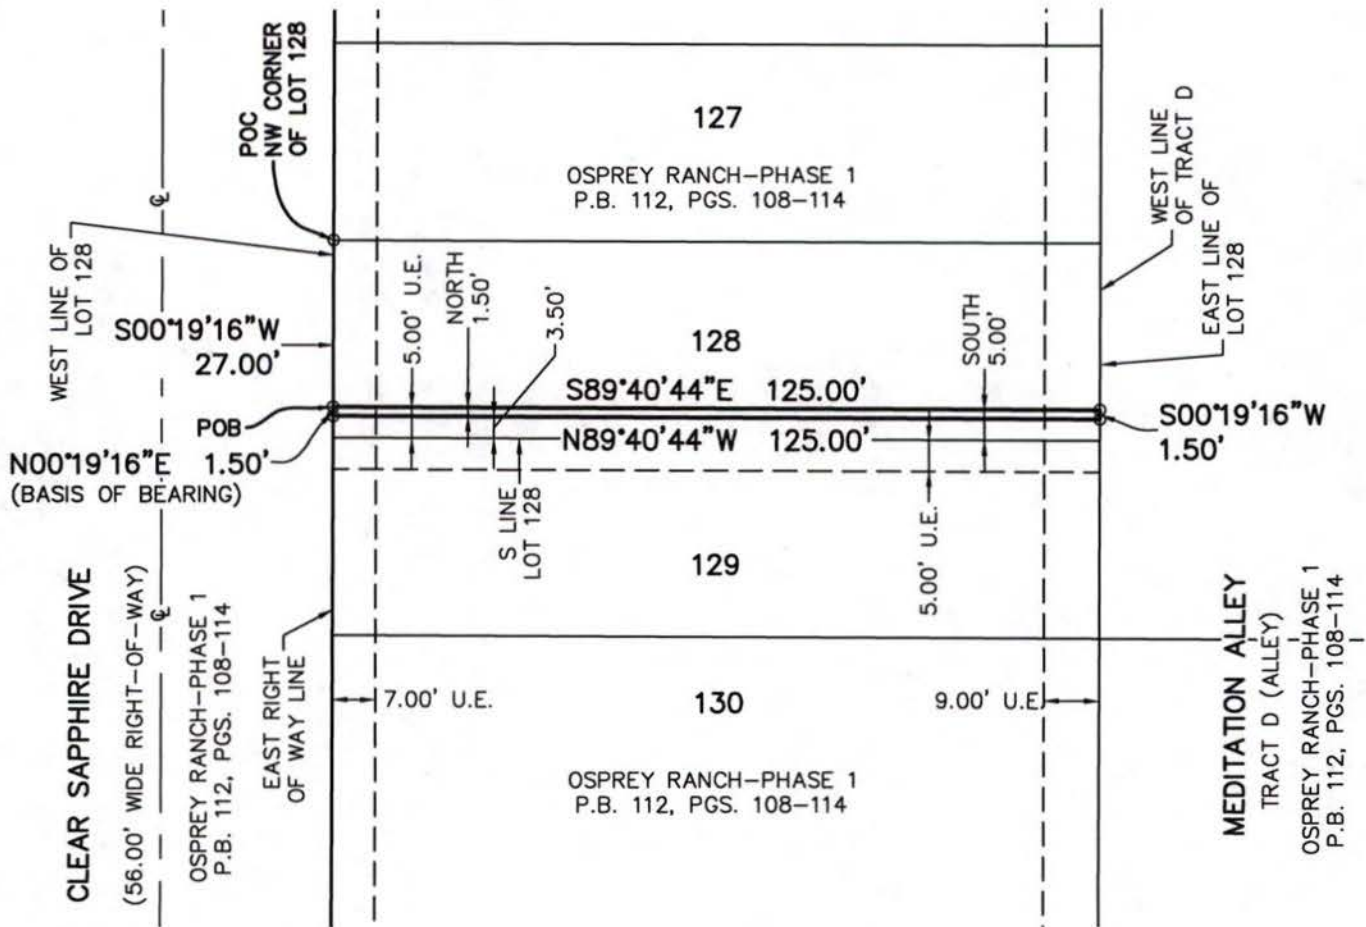 POC
NW CORNER
OF LOT 128
127
OSPREY RANCH-PHASE 1
P.B. 112, PGS. 108-114
WEST LINE
OF TRACT D
EAST LINE OF
LOT 128
℄
WEST LINE OF
LOT 128
S00°19'16"W
27.00'
5.00' U.E.
NORTH
1.50'
3.50'
128
SOUTH
5.00'
S89°40'44"E 125.00'
POB
N89°40'44"W 125.00'
S00°19'16"W
1.50'
N00°19'16"E 1.50'
(BASIS OF BEARING)
S LINE
LOT 128
5.00' U.E.
129
℄
CLEAR SAPPHIRE DRIVE
(56.00' WIDE RIGHT-OF-WAY)
OSPREY RANCH-PHASE 1
P.B. 112, PGS. 108-114
EAST RIGHT
OF WAY LINE
7.00' U.E.
130
9.00' U.E.
OSPREY RANCH-PHASE 1
P.B. 112, PGS. 108-114
MEDITATION ALLEY
TRACT D (ALLEY)
OSPREY RANCH-PHASE 1
P.B. 112, PGS. 108-114